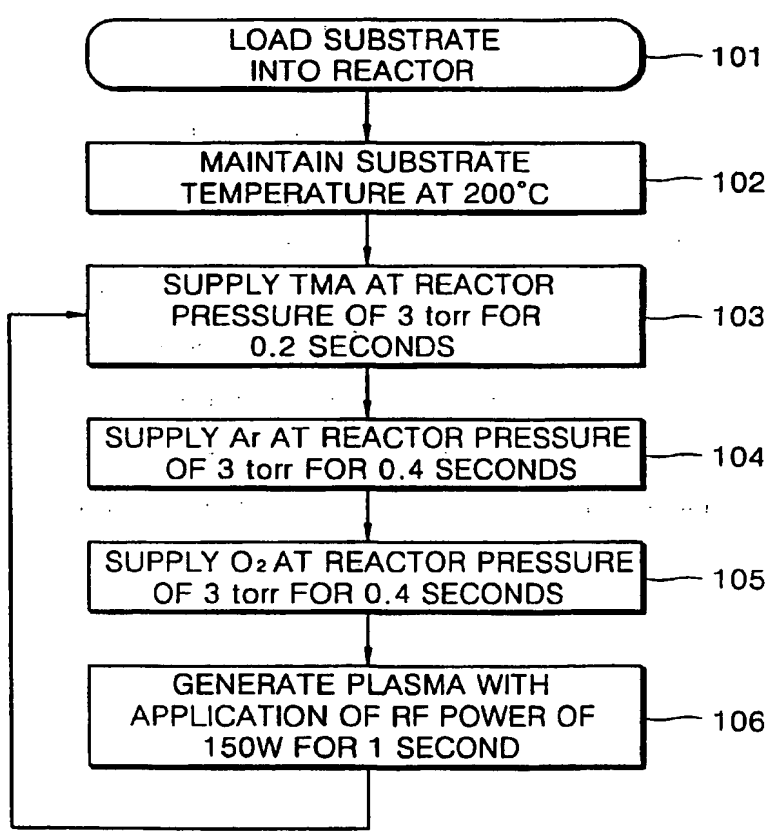 LOAD SUBSTRATE
INTO REACTOR
101
MAINTAIN SUBSTRATE
TEMPERATURE AT 200°C
102
SUPPLY TMA AT REACTOR
PRESSURE OF 3 torr FOR
0.2 SECONDS
103
SUPPLY Ar AT REACTOR PRESSURE
OF 3 torr FOR 0.4 SECONDS
104
SUPPLY O₂ AT REACTOR PRESSURE
OF 3 torr FOR 0.4 SECONDS
105
GENERATE PLASMA WITH
APPLICATION OF RF POWER OF
150W FOR 1 SECOND
106